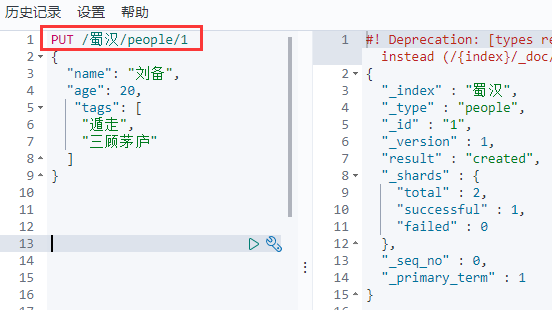 历史记录 设置 帮助
1 PUT /蜀汉/people/1
2 {
3 "name": "刘备",
4 "age": 20,
5 "tags": [
6 "遁走",
7 "三顾茅庐"
8 ]
9 }
10
11
12
13
14
15
16
1 #! Deprecation: [types re
instead (/{index}/_doc/
2 {
3 "_index" : "蜀汉",
4 "_type" : "people",
5 "_id" : "1",
6 "_version" : 1,
7 "result" : "created",
8 "_shards" : {
9 "total" : 2,
10 "successful" : 1,
11 "failed" : 0
12 },
13 "_seq_no" : 0,
14 "_primary_term" : 1
15 }